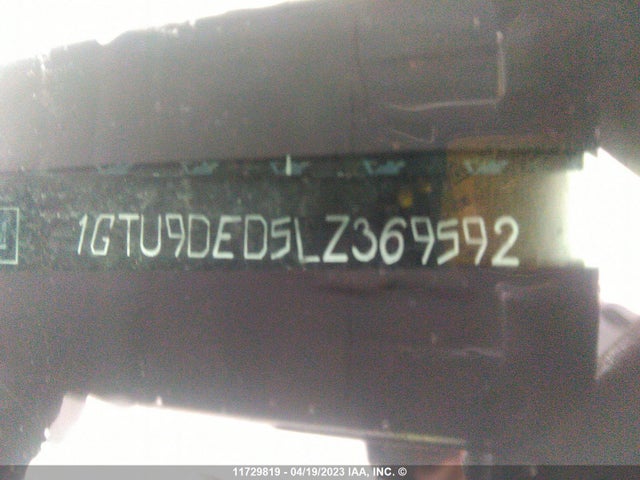 1GTU9DED5LZ369592
11729819 - 04/19/2023 IAA, INC. ©